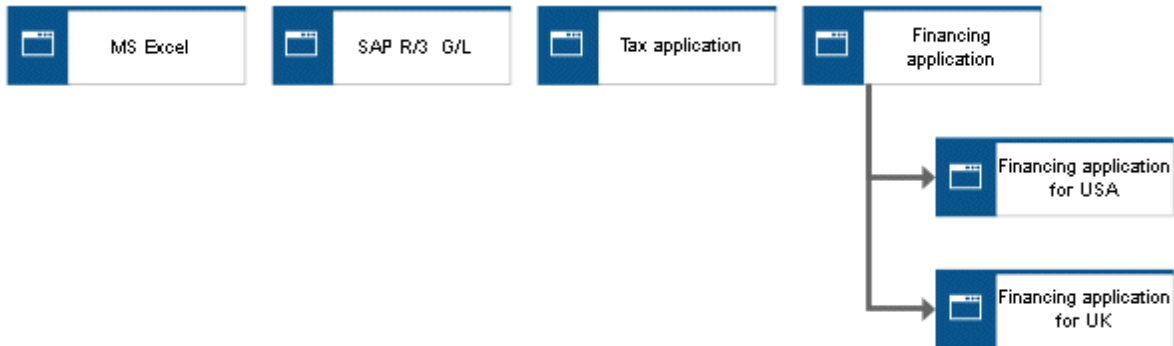 MS Excel
SAP R/3 G/L
Tax application
Financing
application
Financing application
for USA
Financing application
for UK